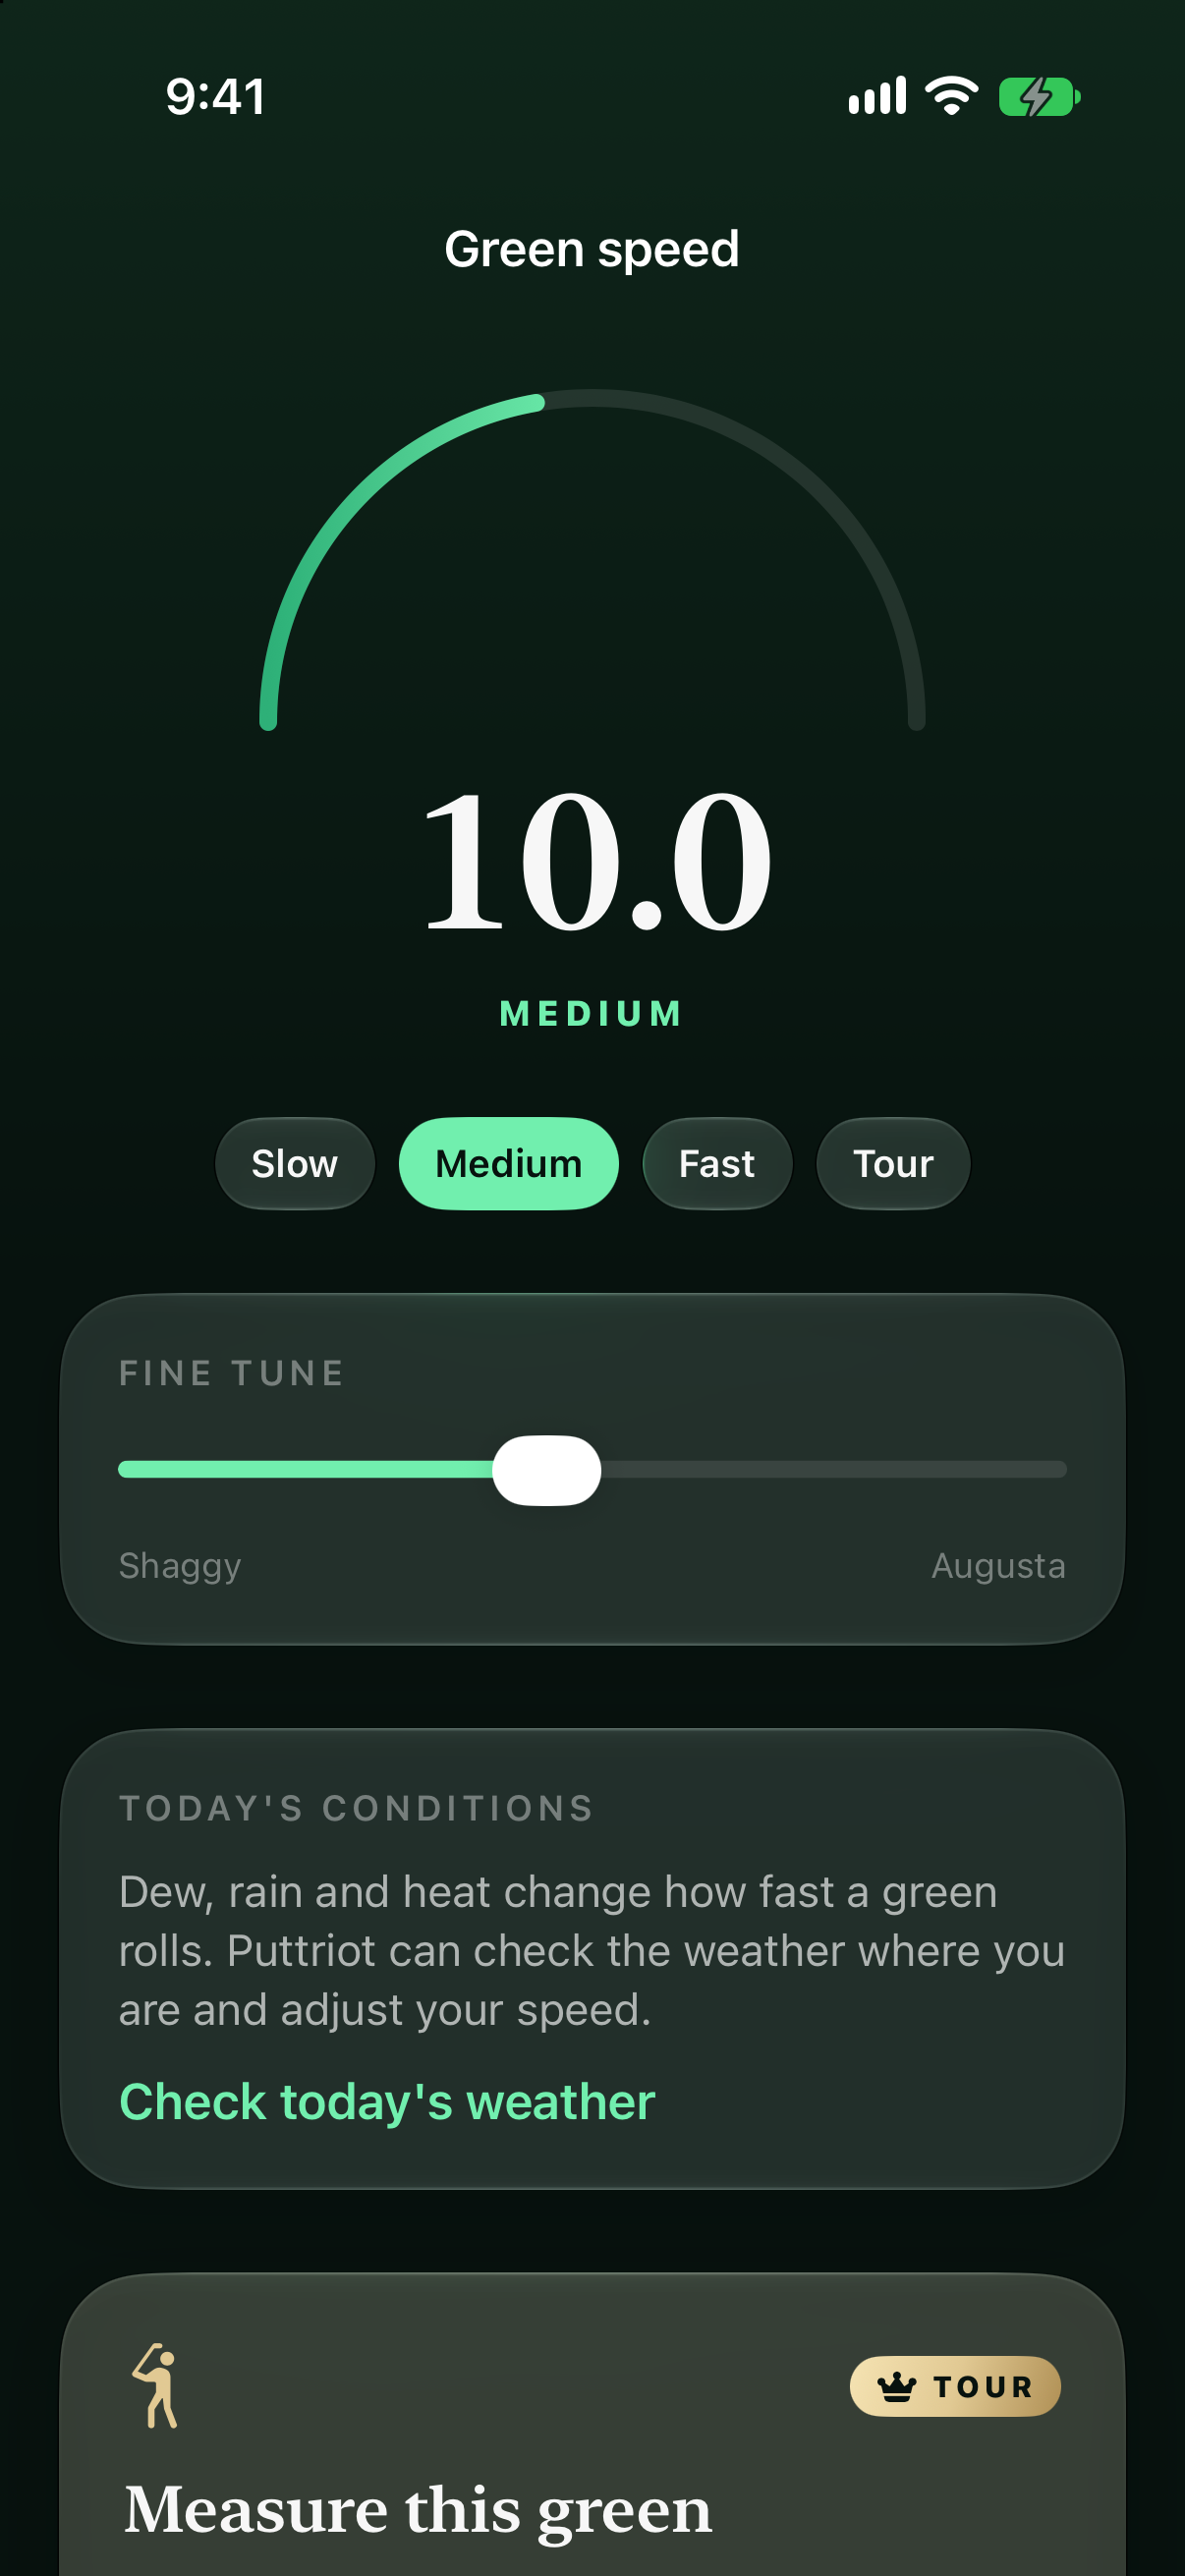 9:41
Green speed
10.0
MEDIUM
Slow
Medium
Fast
Tour
FINE TUNE
Shaggy
Augusta
TODAY'S CONDITIONS
Dew, rain and heat change how fast a green
rolls. Puttriot can check the weather where you
are and adjust your speed.
Check today's weather
TOUR
Measure this green